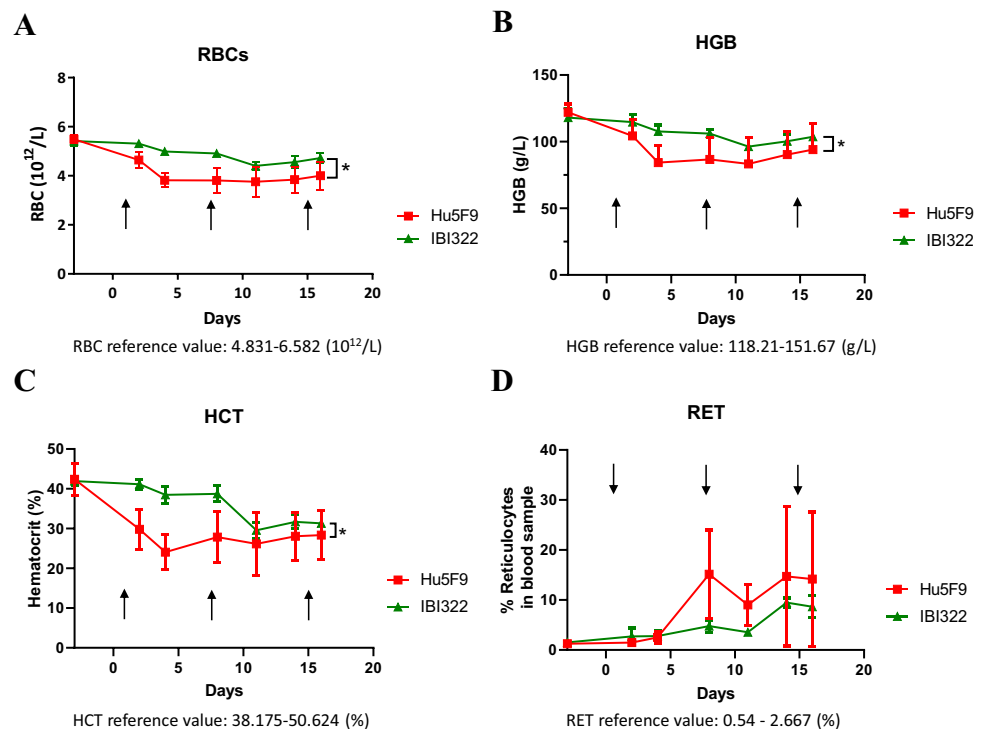 A
RBCs
RBC (10^12/L)
8
6
4
2
0
0 5 10 15 20
Days
*
Hu5F9
IBI322
RBC reference value: 4.831-6.582 (10^12/L)
B
HGB
HGB (g/L)
150
100
50
0
0 5 10 15 20
Days
*
Hu5F9
IBI322
HGB reference value: 118.21-151.67 (g/L)
C
HCT
Hematocrit (%)
50
40
30
20
10
0
0 5 10 15 20
Days
*
Hu5F9
IBI322
HCT reference value: 38.175-50.624 (%)
D
RET
% Reticulocytes
in blood sample
40
30
20
10
0
0 5 10 15 20
Days
Hu5F9
IBI322
RET reference value: 0.54 - 2.667 (%)